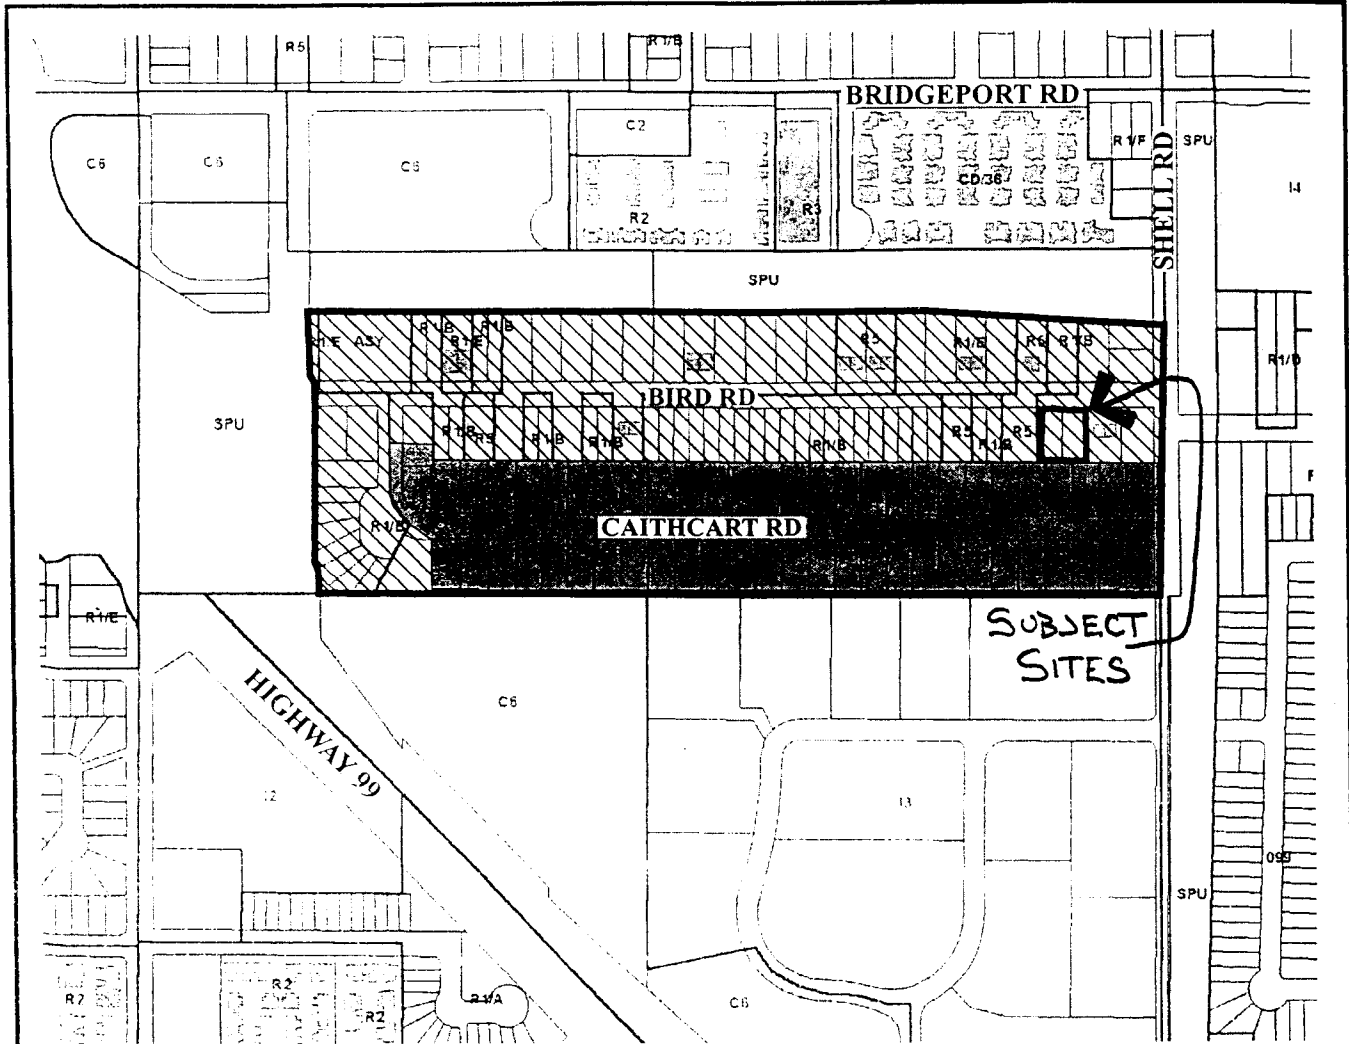 R5
R1/B
BRIDGEPORT RD
C6
C6
C6
C2
R2
R3
CD/36
R1/F
SPU
SHELL RD
I4
SPU
R1/E
ASY
R1/B
R1/E
R1/B
R5
R1/E
R5
R1/B
R1/D
BIRD RD
SPU
R1/B
R5
R1/B
R1/B
R1/B
R5
R1/B
R5
R1/E
CAITHCART RD
R1/E
SUBJECT
SITES
HIGHWAY 99
C6
I2
I3
099
SPU
R2
R2
R2
R1/A
C6